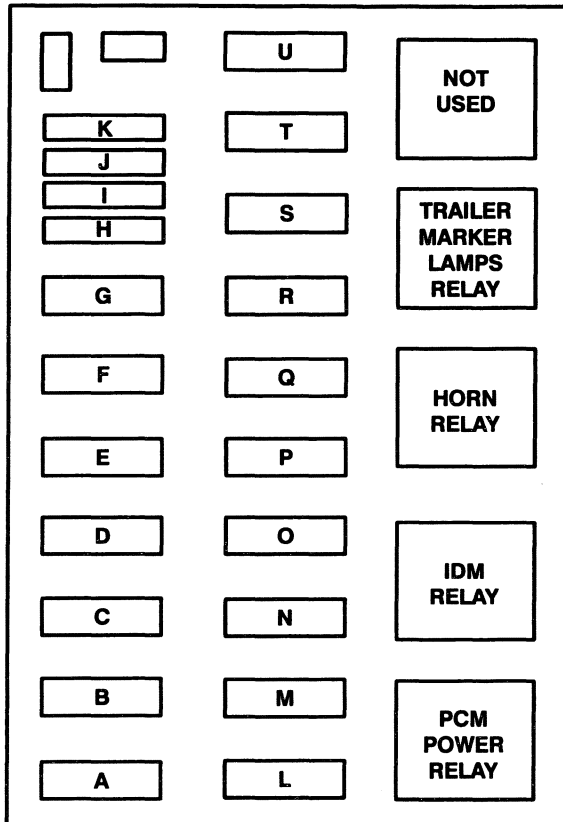 U
NOT
USED
K
T
J
I
H
S
TRAILER
MARKER
LAMPS
RELAY
G
R
F
Q
HORN
RELAY
E
P
D
O
IDM
RELAY
C
N
B
M
PCM
POWER
RELAY
A
L